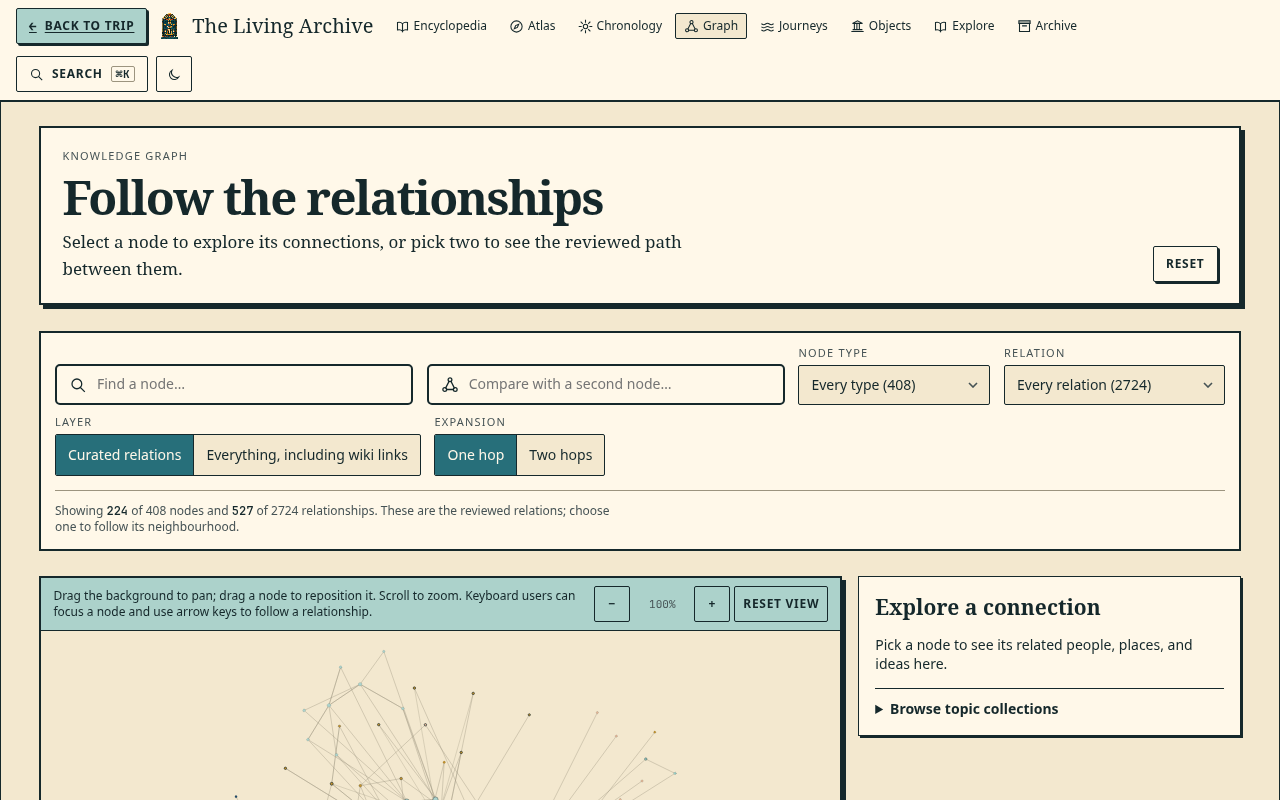 ← BACK TO TRIP
The Living Archive
Encyclopedia
Atlas
Chronology
Graph
Journeys
Objects
Explore
Archive
SEARCH ⌘K
KNOWLEDGE GRAPH
Follow the relationships
Select a node to explore its connections, or pick two to see the reviewed path
between them.
RESET
Find a node...
Compare with a second node...
NODE TYPE
Every type (408)
RELATION
Every relation (2724)
LAYER
Curated relations
Everything, including wiki links
EXPANSION
One hop
Two hops
Showing 224 of 408 nodes and 527 of 2724 relationships. These are the reviewed relations; choose
one to follow its neighbourhood.
Drag the background to pan; drag a node to reposition it. Scroll to zoom. Keyboard users can
focus a node and use arrow keys to follow a relationship.
−
100%
+
RESET VIEW
Explore a connection
Pick a node to see its related people, places, and
ideas here.
▶ Browse topic collections